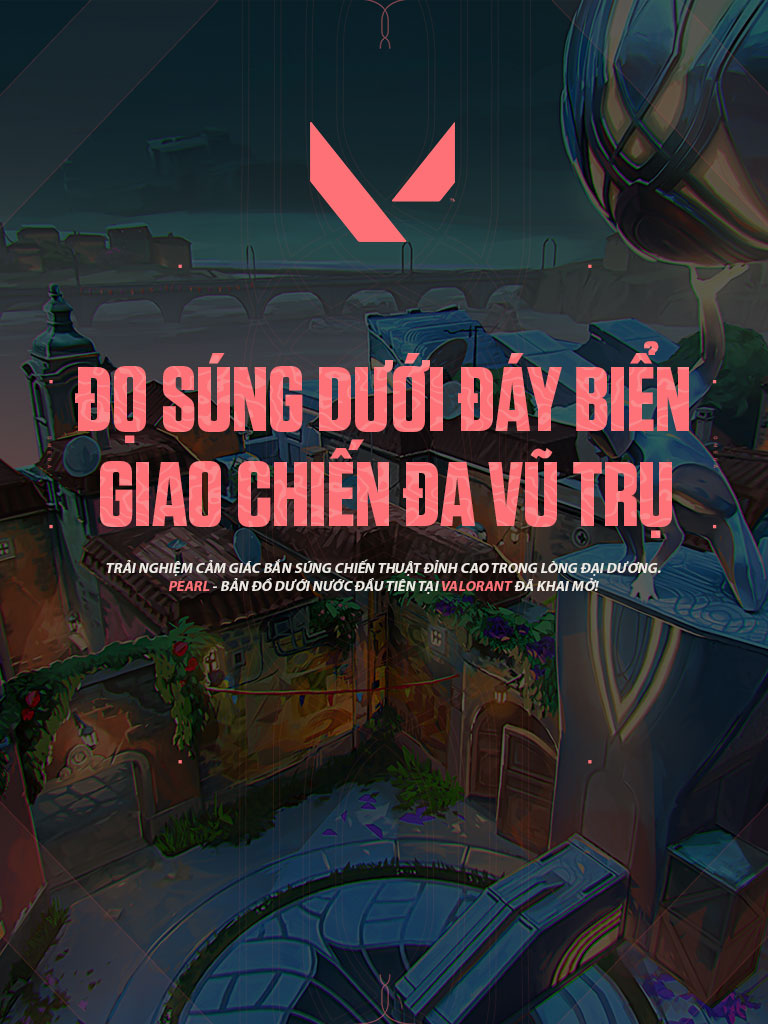 ĐỌ SÚNG DƯỚI ĐÁY BIỂN
GIAO CHIẾN ĐA VŨ TRỤ
TRẢI NGHIỆM CẢM GIÁC BẮN SÚNG CHIẾN THUẬT ĐỈNH CAO TRONG LÒNG ĐẠI DƯƠNG.
PEARL - BẢN ĐỒ DƯỚI NƯỚC ĐẦU TIÊN TẠI VALORANT ĐÃ KHAI MỞ!